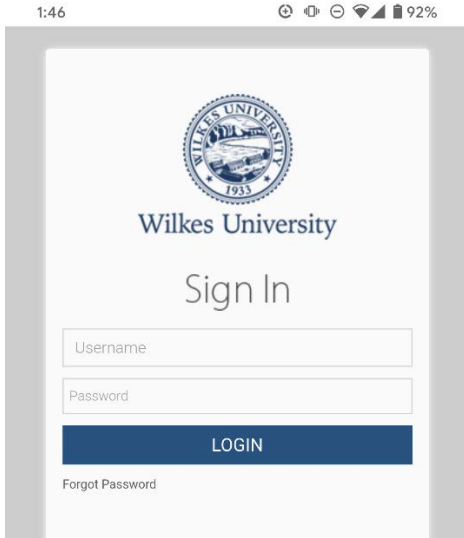 1:46 92%
WILKES UNIVERSITY
1933
Wilkes University
Sign In
Username
Password
LOGIN
Forgot Password